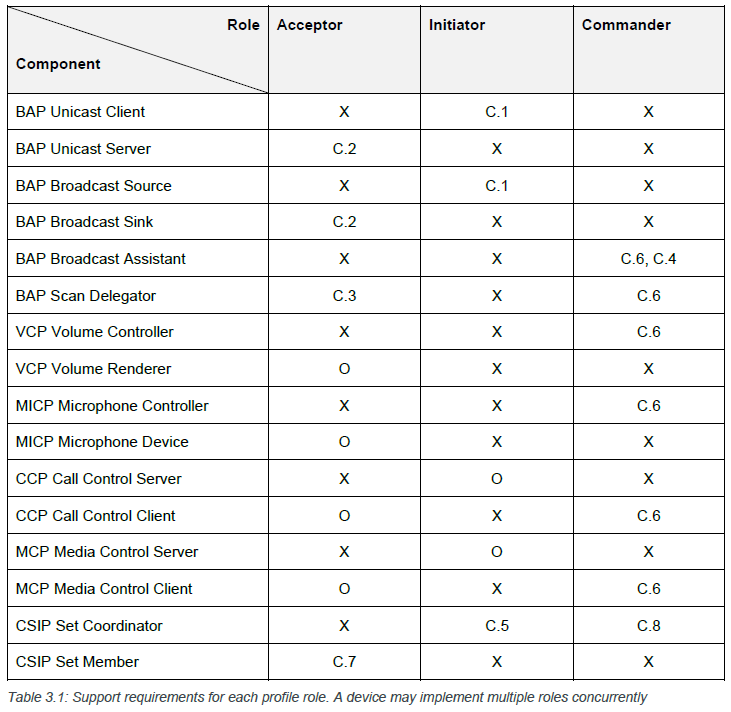 Role Acceptor Initiator Commander
Component
BAP Unicast Client X C.1 X
BAP Unicast Server C.2 X X
BAP Broadcast Source X C.1 X
BAP Broadcast Sink C.2 X X
BAP Broadcast Assistant X X C.6, C.4
BAP Scan Delegator C.3 X C.6
VCP Volume Controller X X C.6
VCP Volume Renderer O X X
MICP Microphone Controller X X C.6
MICP Microphone Device O X X
CCP Call Control Server X O X
CCP Call Control Client O X C.6
MCP Media Control Server X O X
MCP Media Control Client O X C.6
CSIP Set Coordinator X C.5 C.8
CSIP Set Member C.7 X X
Table 3.1: Support requirements for each profile role. A device may implement multiple roles concurrently